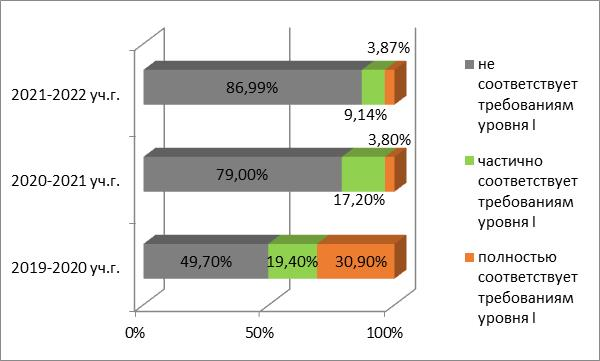 3,87%
2021-2022 уч.г.
86,99%
9,14%
3,80%
2020-2021 уч.г.
79,00%
17,20%
2019-2020 уч.г.
49,70%
19,40%
30,90%
0%
50%
100%
не
соответствует
требованиям
уровня I
частично
соответствует
требованиям
уровня I
полностью
соответствует
требованиям
уровня I